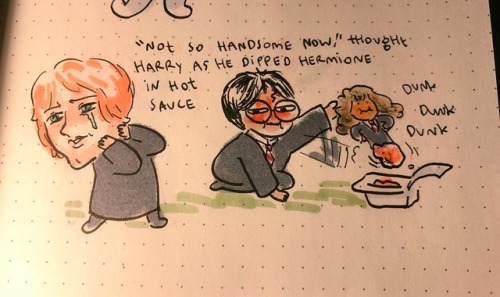 "NOT SO HANDSOME NOW," thought
HARRY AS HE DIPPED HERMIONE
IN HOT
SAUCE
DUNK
DUNK
DUNK